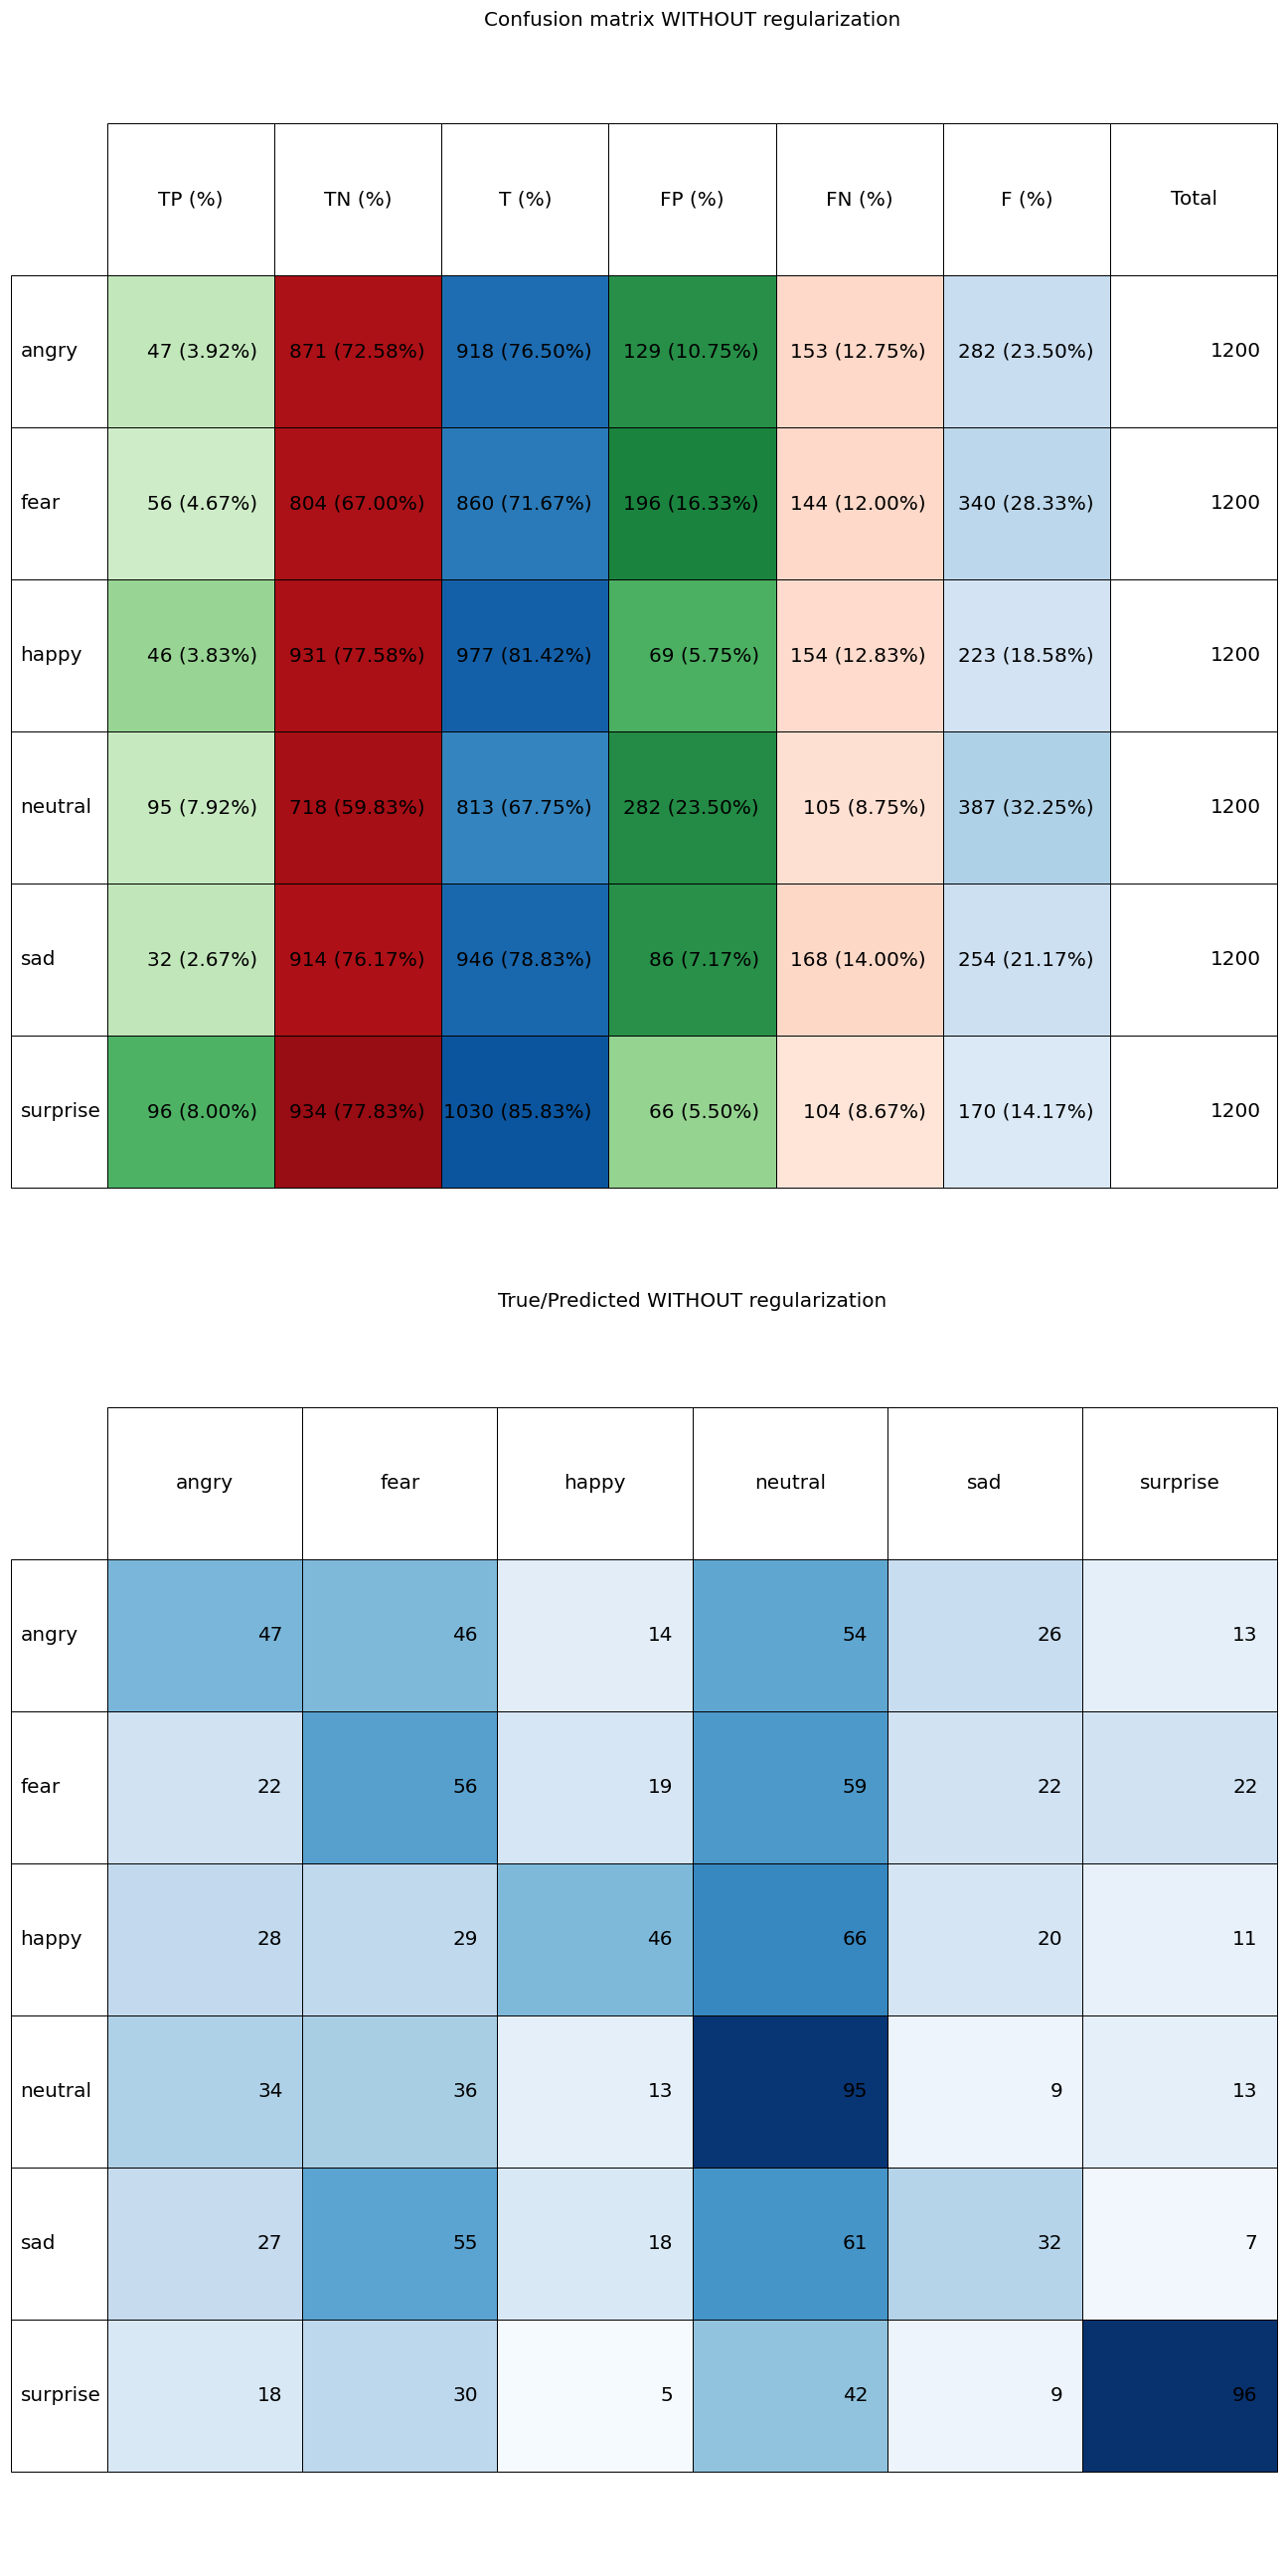 Confusion matrix WITHOUT regularization
TP (%) TN (%) T (%) FP (%) FN (%) F (%) Total
angry 47 (3.92%) 871 (72.58%) 918 (76.50%) 129 (10.75%) 153 (12.75%) 282 (23.50%) 1200
fear 56 (4.67%) 804 (67.00%) 860 (71.67%) 196 (16.33%) 144 (12.00%) 340 (28.33%) 1200
happy 46 (3.83%) 931 (77.58%) 977 (81.42%) 69 (5.75%) 154 (12.83%) 223 (18.58%) 1200
neutral 95 (7.92%) 718 (59.83%) 813 (67.75%) 282 (23.50%) 105 (8.75%) 387 (32.25%) 1200
sad 32 (2.67%) 914 (76.17%) 946 (78.83%) 86 (7.17%) 168 (14.00%) 254 (21.17%) 1200
surprise 96 (8.00%) 934 (77.83%) 1030 (85.83%) 66 (5.50%) 104 (8.67%) 170 (14.17%) 1200
True/Predicted WITHOUT regularization
angry fear happy neutral sad surprise
angry 47 46 14 54 26 13
fear 22 56 19 59 22 22
happy 28 29 46 66 20 11
neutral 34 36 13 95 9 13
sad 27 55 18 61 32 7
surprise 18 30 5 42 9 96